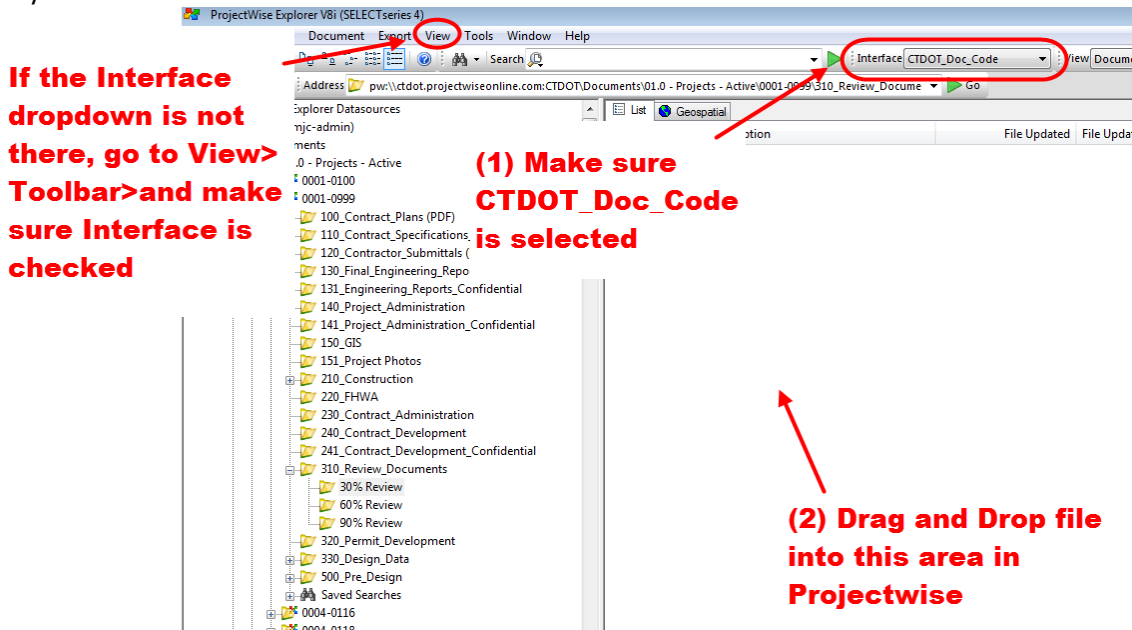 ProjectWise Explorer V8i (SELECTseries 4)
Document Export View Tools Window Help
Search Interface CTDOT_Doc_Code View Docume
Address pw:\\ctdot.projectwiseonline.com:CTDOT\Documents\01.0 - Projects - Active\0001-0999\310_Review_Docume Go
If the Interface
dropdown is not
there, go to View>
Toolbar>and make
sure Interface is
checked
Explorer Datasources
mjc-admin)
ments
.0 - Projects - Active
0001-0100
0001-0999
100_Contract_Plans (PDF)
110_Contract_Specifications_
120_Contractor_Submittals (
130_Final_Engineering_Repo
131_Engineering_Reports_Confidential
140_Project_Administration
141_Project_Administration_Confidential
150_GIS
151_Project Photos
210_Construction
220_FHWA
230_Contract_Administration
240_Contract_Development
241_Contract_Development_Confidential
310_Review_Documents
30% Review
60% Review
90% Review
320_Permit_Development
330_Design_Data
500_Pre_Design
Saved Searches
0004-0116
0004-0118
List Geospatial
ption File Updated File Upda
(1) Make sure
CTDOT_Doc_Code
is selected
(2) Drag and Drop file
into this area in
Projectwise